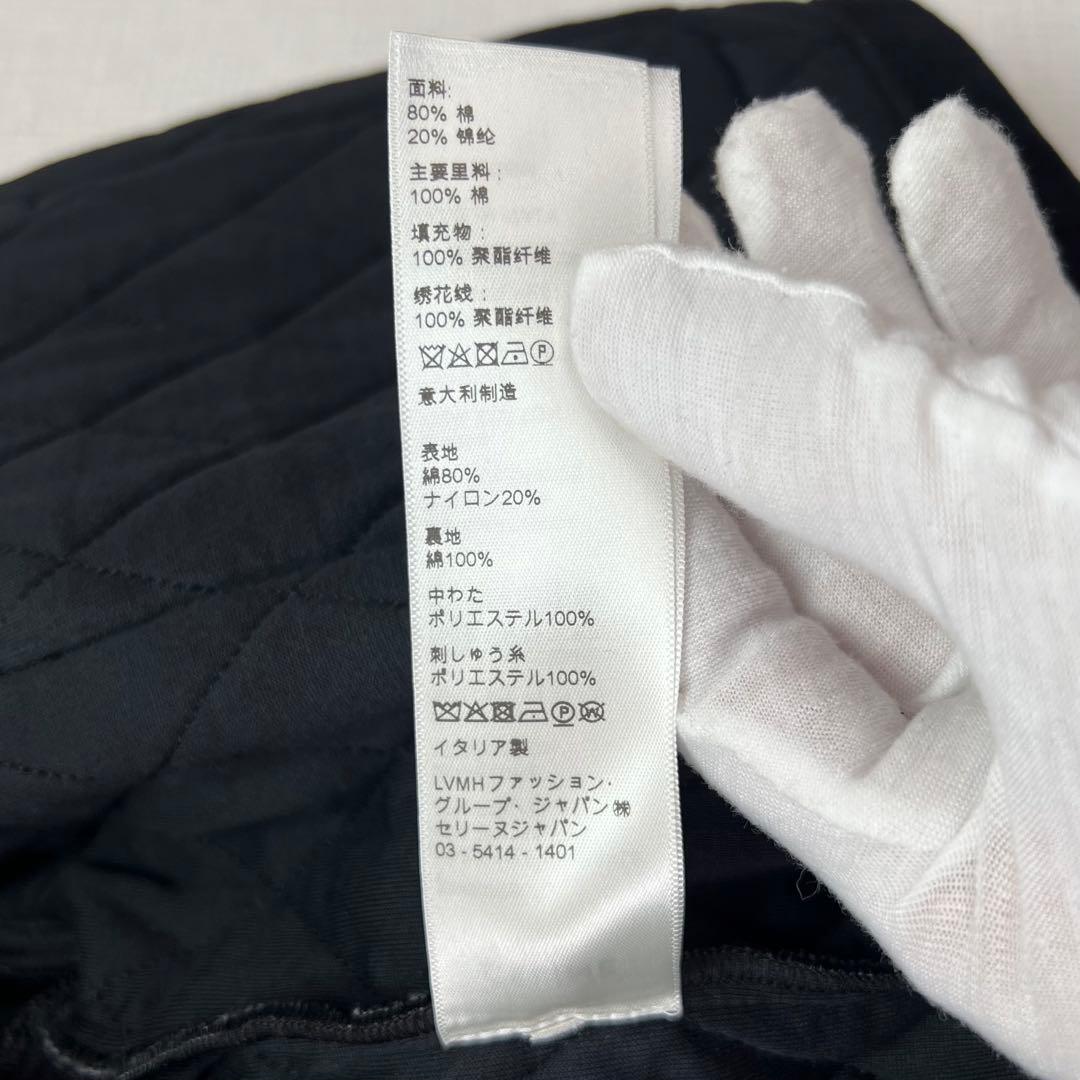 面料:
80% 棉
20% 锦纶
主要里料:
100% 棉
填充物:
100% 聚酯纤维
绣花线:
100% 聚酯纤维
意大利制造
表地
綿80%
ナイロン20%
裏地
綿100%
中わた
ポリエステル100%
刺しゅう糸
ポリエステル100%
イタリア製
LVMHファッション・
グループ・ジャパン㈱
セリーヌジャパン
03 - 5414 - 1401